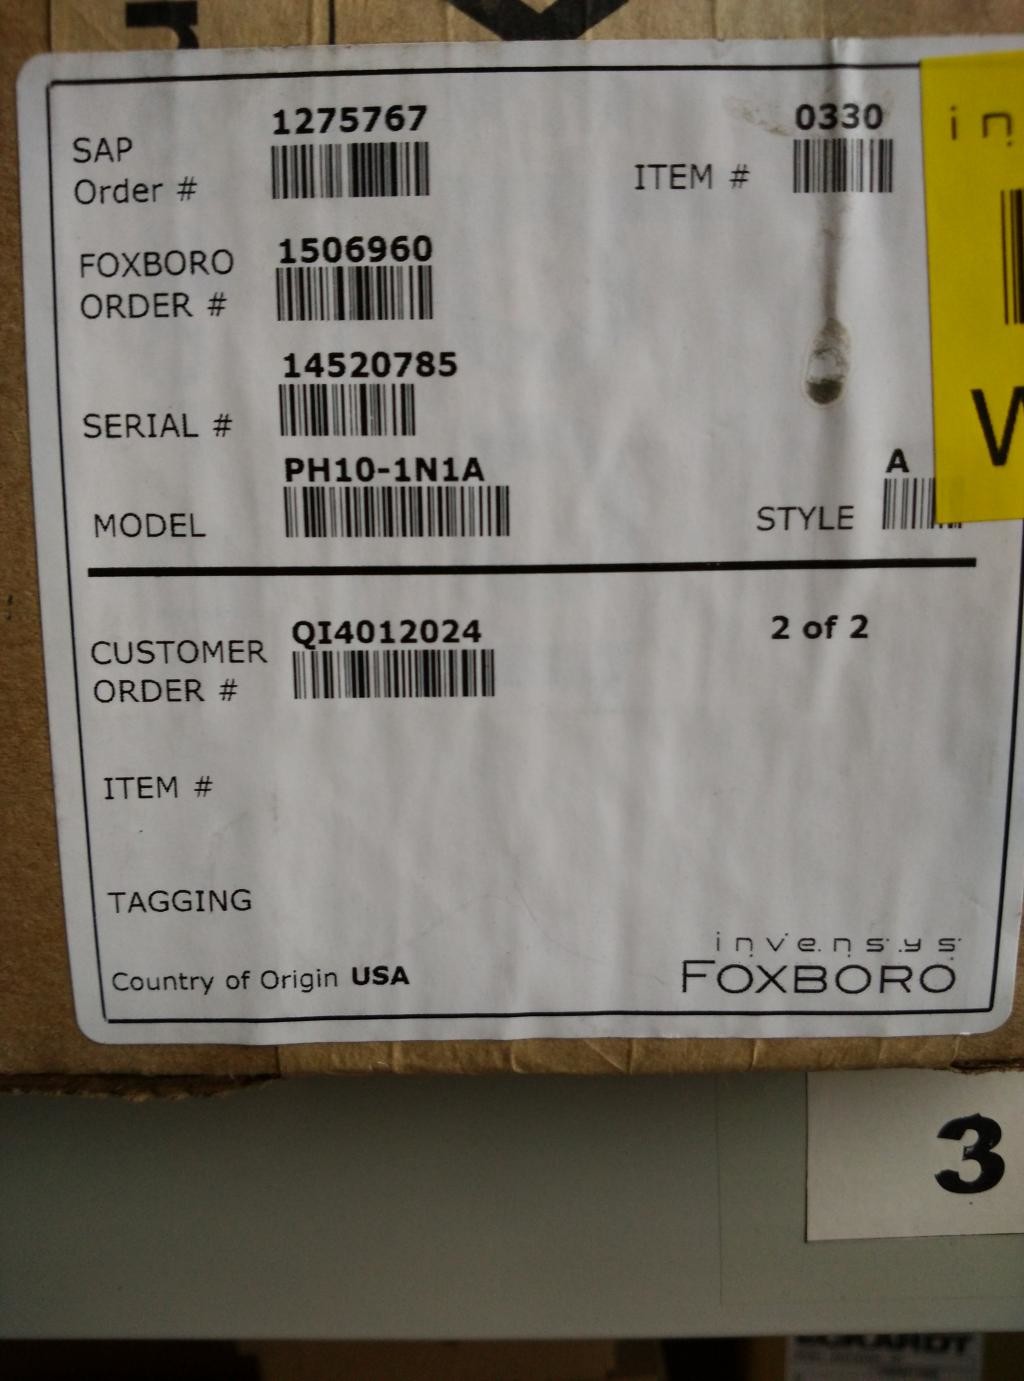 1275767
SAP
Order #
0330
ITEM #
in
FOXBORO
ORDER #
1506960
14520785
SERIAL #
PH10-1N1A
MODEL
A
STYLE
CUSTOMER
ORDER #
QI4012024
2 of 2
ITEM #
TAGGING
Country of Origin USA
invensys
FOXBORO
3